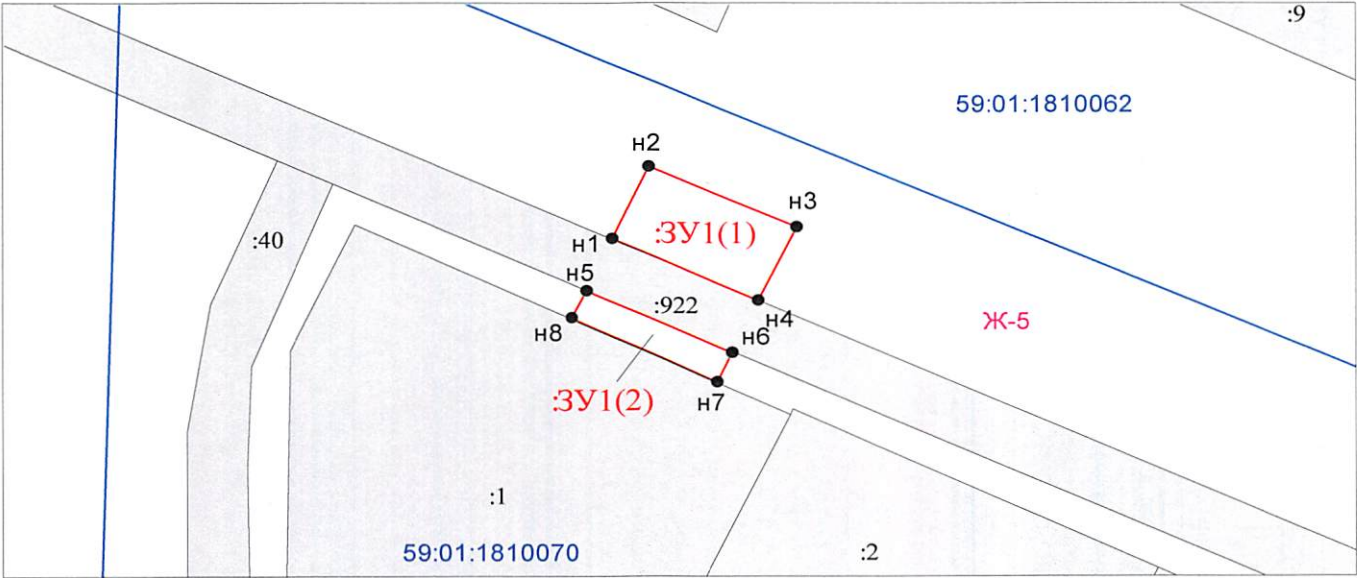 :9
59:01:1810062
н2
н3
:ЗУ1(1)
:40
н1
н5
:922
н4
Ж-5
н8
н6
:ЗУ1(2)
н7
:1
59:01:1810070
:2